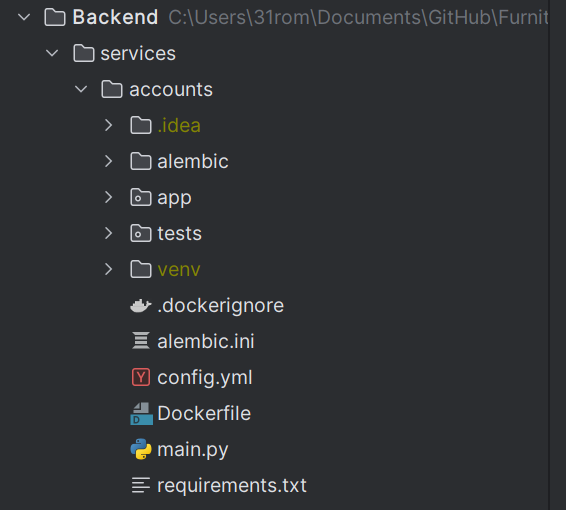 Backend C:\Users\31rom\Documents\GitHub\Furnit
services
accounts
.idea
alembic
app
tests
venv
.dockerignore
alembic.ini
Y config.yml
D Dockerfile
main.py
requirements.txt